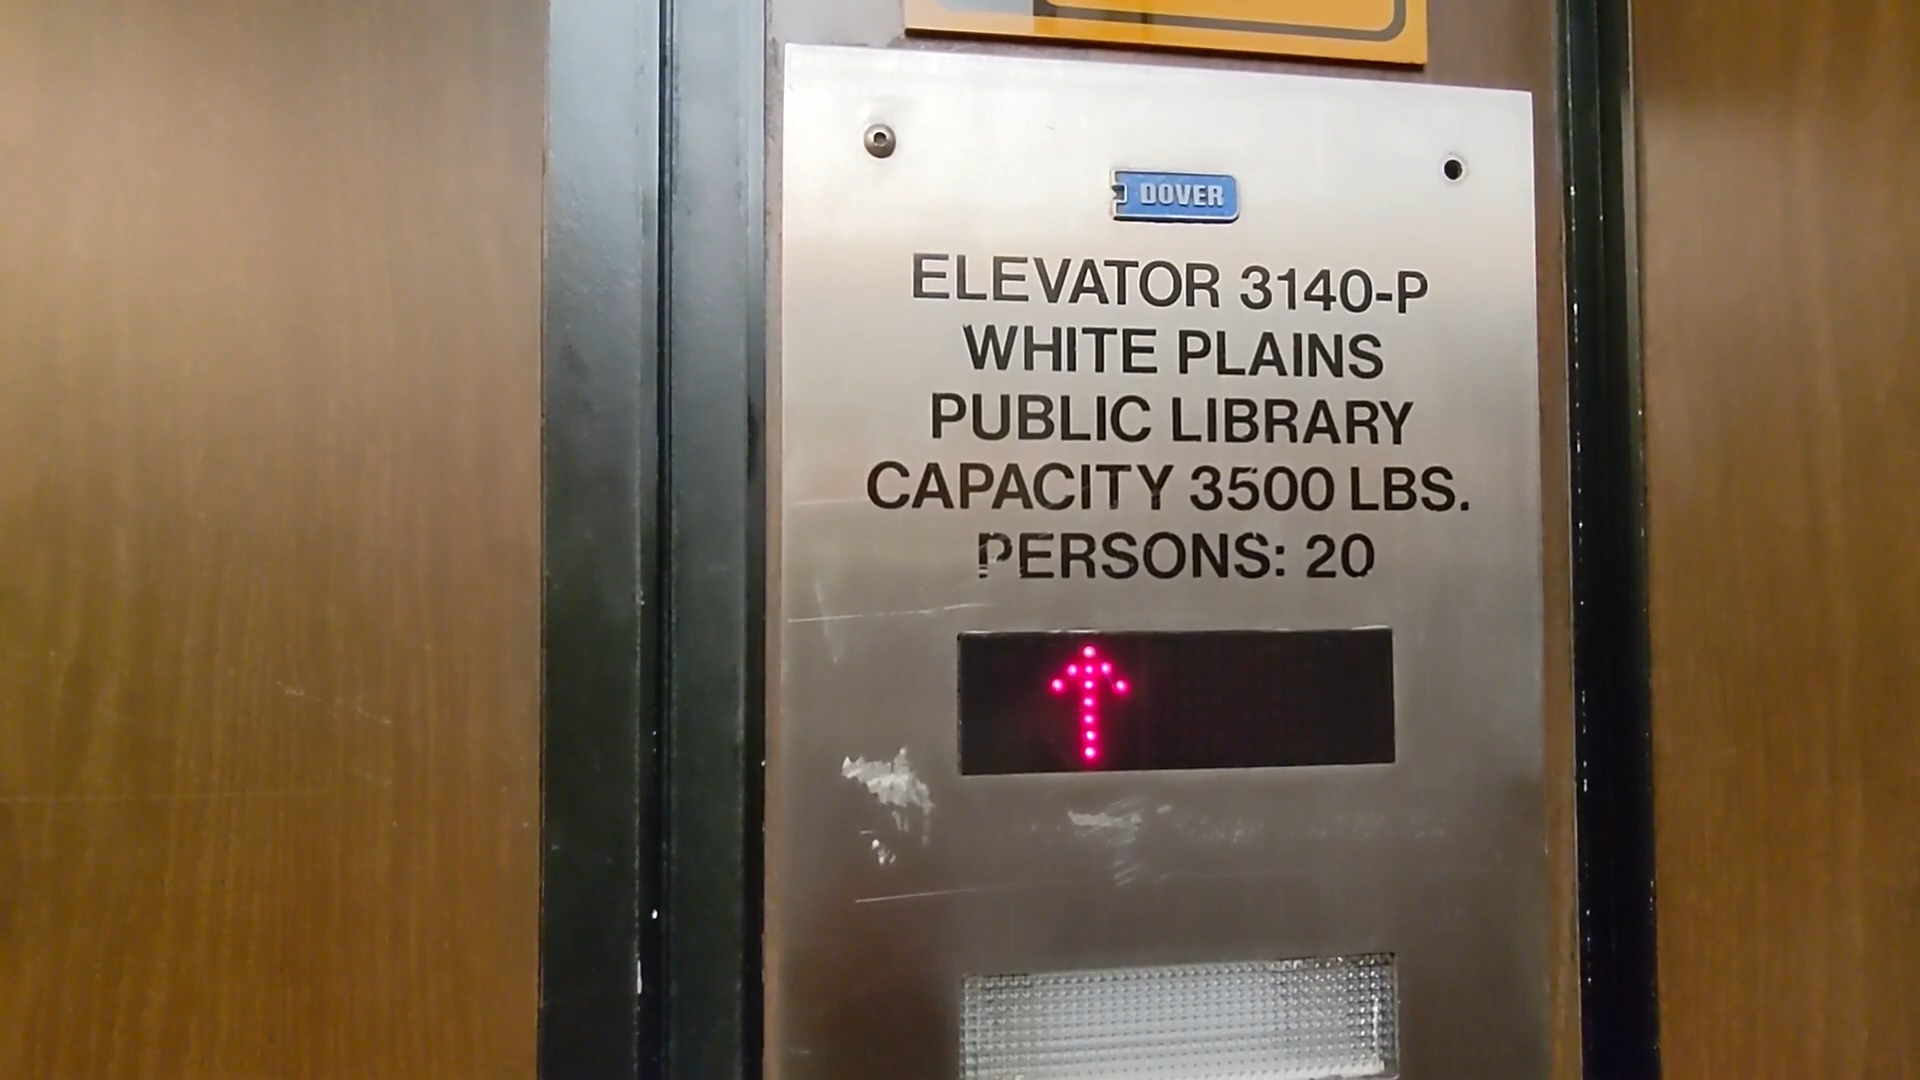 DOVER
ELEVATOR 3140-P
WHITE PLAINS
PUBLIC LIBRARY
CAPACITY 3500 LBS.
PERSONS: 20